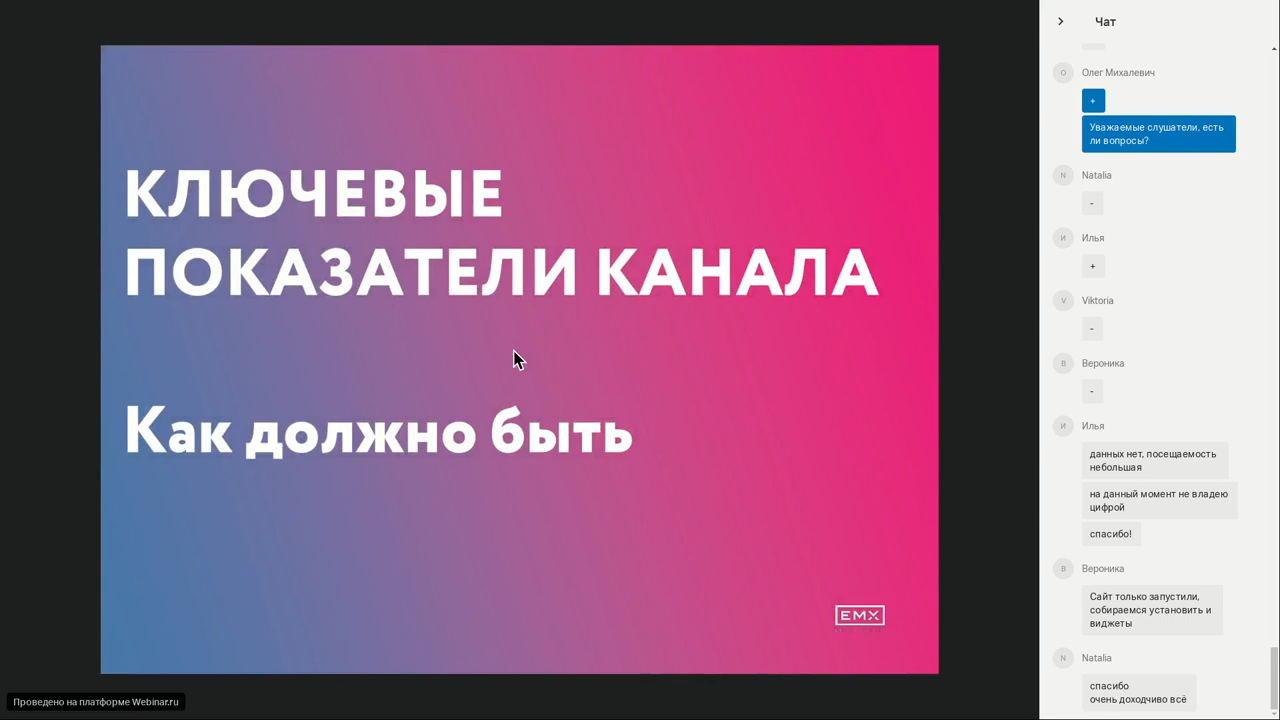 КЛЮЧЕВЫЕ
ПОКАЗАТЕЛИ КАНАЛА
Как должно быть
EMX
Проведено на платформе Webinar.ru
Чат
О
Олег Михалевич
+
Уважаемые слушатели, есть
ли вопросы?
N
Natalia
-
И
Илья
+
V
Viktoria
-
В
Вероника
-
И
Илья
данных нет, посещаемость
небольшая
на данный момент не владею
цифрой
спасибо!
В
Вероника
Сайт только запустили,
собираемся установить и
виджеты
N
Natalia
спасибо
очень доходчиво всё